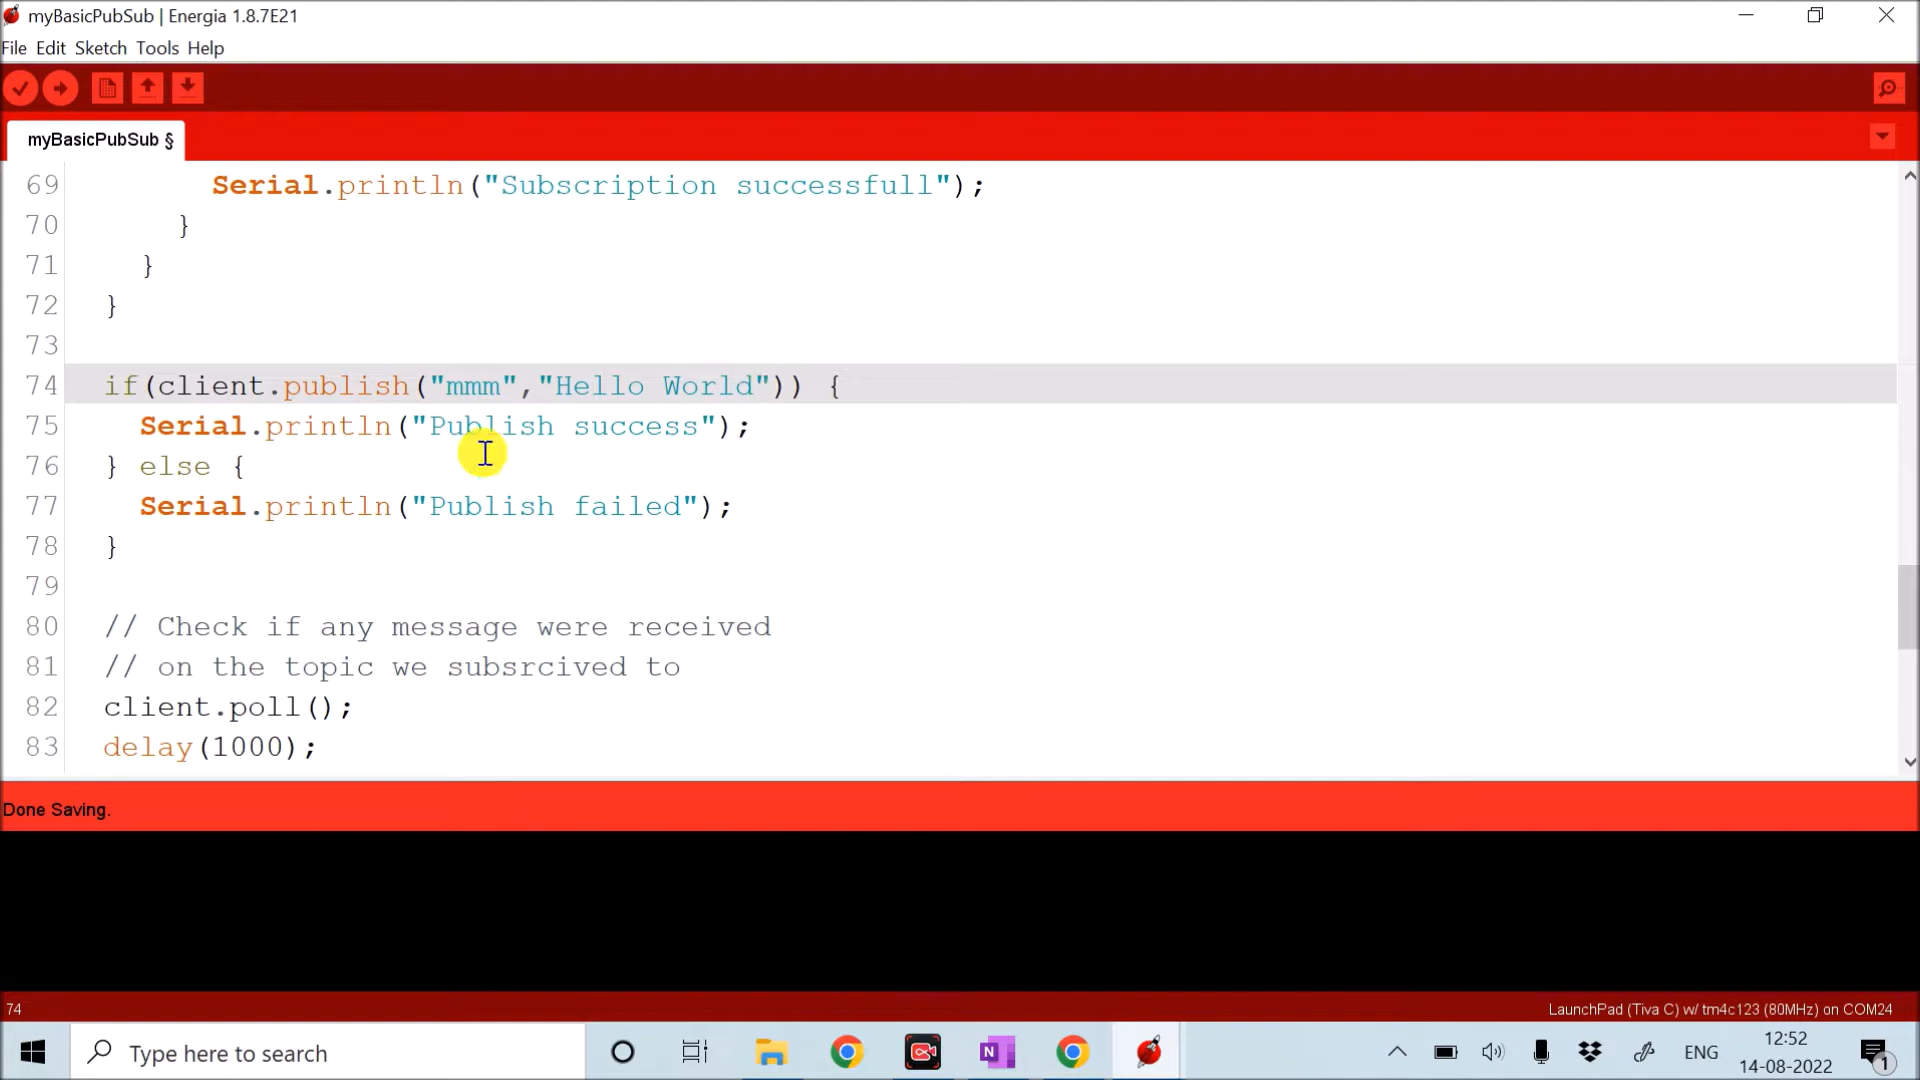 myBasicPubSub | Energia 1.8.7E21
File Edit Sketch Tools Help
myBasicPubSub §
69 Serial.println("Subscription successfull");
70 }
71 }
72 }
73
74 if(client.publish("mmm","Hello World")) {
75 Serial.println("Publish success");
76 } else {
77 Serial.println("Publish failed");
78 }
79
80 // Check if any message were received
81 // on the topic we subsrcived to
82 client.poll();
83 delay(1000);
Done Saving.
74 LaunchPad (Tiva C) w/ tm4c123 (80MHz) on COM24
Type here to search
N
ENG
12:52
14-08-2022
1